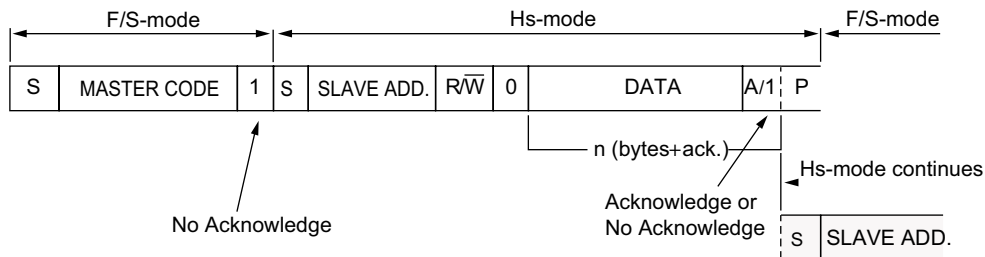 F/S-mode Hs-mode F/S-mode
S MASTER CODE 1 S SLAVE ADD. R/W̅ 0 DATA A/1 P
n (bytes+ack.)
Hs-mode continues
No Acknowledge
Acknowledge or
No Acknowledge
S SLAVE ADD.